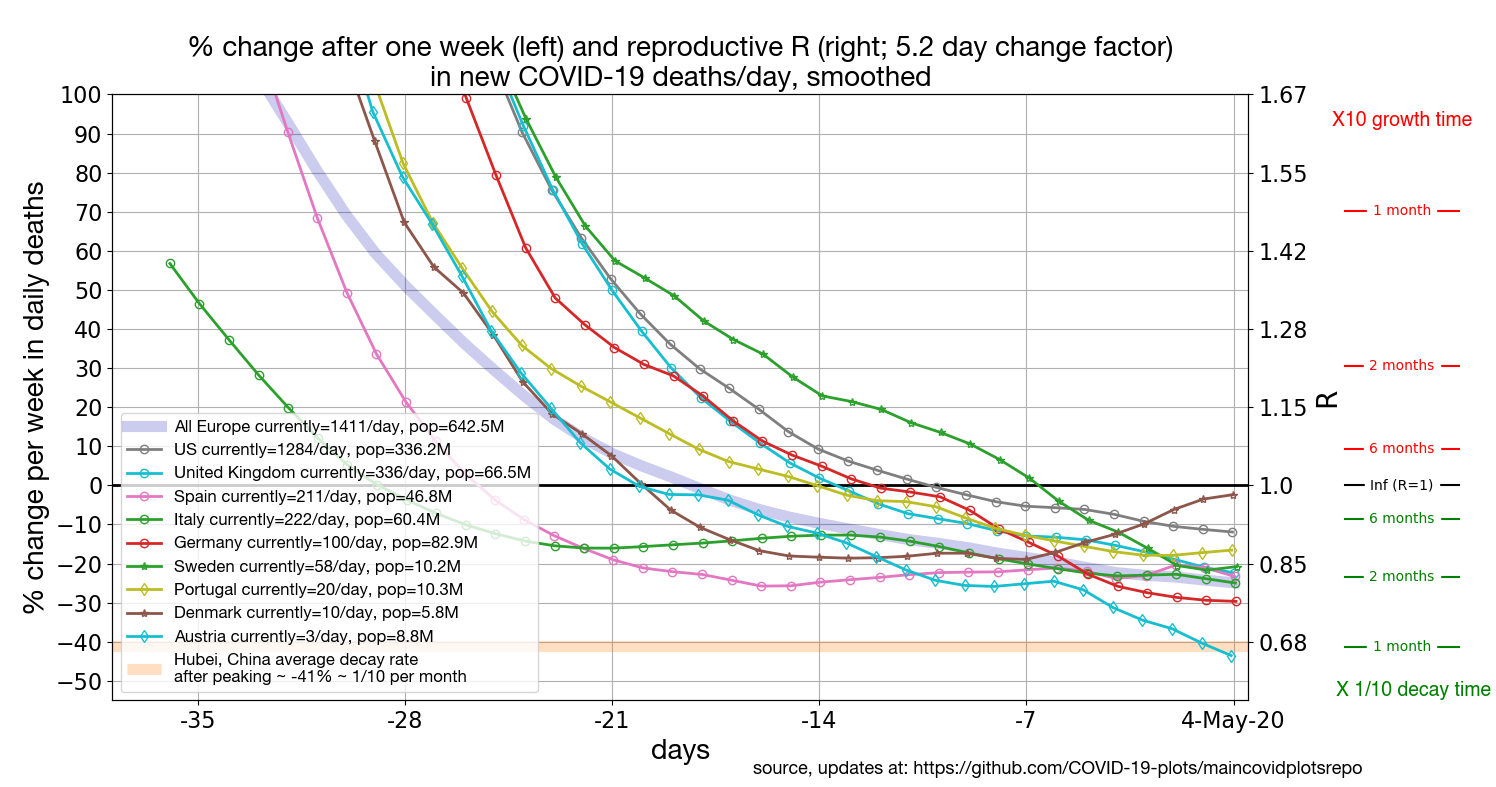 % change after one week (left) and reproductive R (right; 5.2 day change factor)
in new COVID-19 deaths/day, smoothed
% change per week in daily deaths
100
90
80
70
60
50
40
30
20
10
0
−10
−20
−30
−40
−50
All Europe currently=1411/day, pop=642.5M
US currently=1284/day, pop=336.2M
United Kingdom currently=336/day, pop=66.5M
Spain currently=211/day, pop=46.8M
Italy currently=222/day, pop=60.4M
Germany currently=100/day, pop=82.9M
Sweden currently=58/day, pop=10.2M
Portugal currently=20/day, pop=10.3M
Denmark currently=10/day, pop=5.8M
Austria currently=3/day, pop=8.8M
Hubei, China average decay rate
after peaking ~ -41% ~ 1/10 per month
-35
-28
-21
-14
-7
4-May-20
days
1.67
1.55
1.42
1.28
1.15
1.0
0.85
0.68
R
X10 growth time
1 month
2 months
6 months
Inf (R=1)
6 months
2 months
1 month
X 1/10 decay time
source, updates at: https://github.com/COVID-19-plots/maincovidplotsrepo